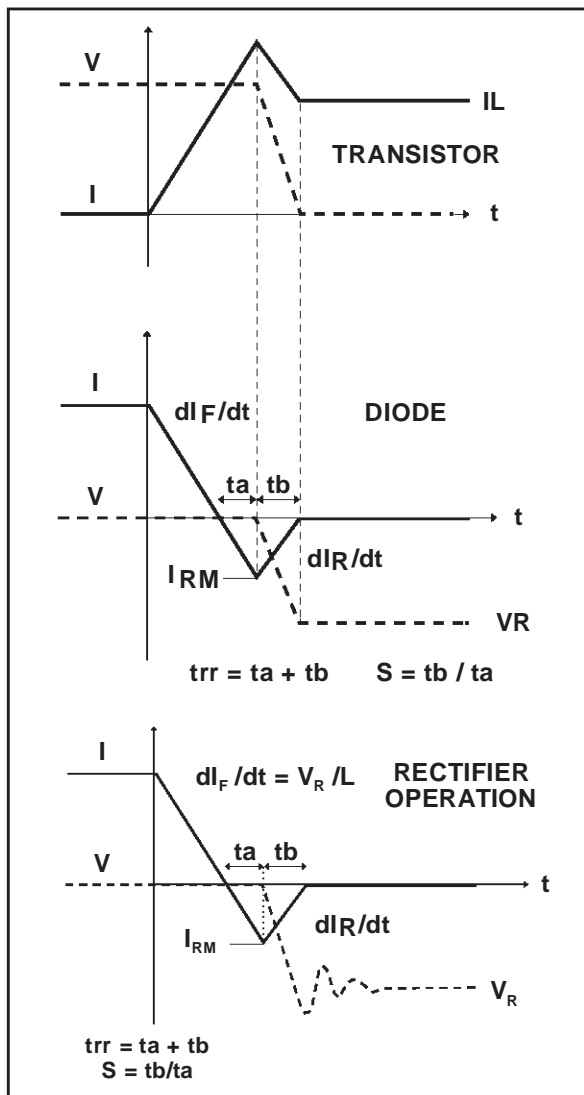 V
IL
TRANSISTOR
I
t
I
dIF/dt
DIODE
ta tb
V
t
IRM
dIR/dt
VR
trr = ta + tb S = tb / ta
I
dIF/dt = VR/L
RECTIFIER
OPERATION
ta tb
V
t
IRM
dIR/dt
VR
trr = ta + tb
S = tb/ta